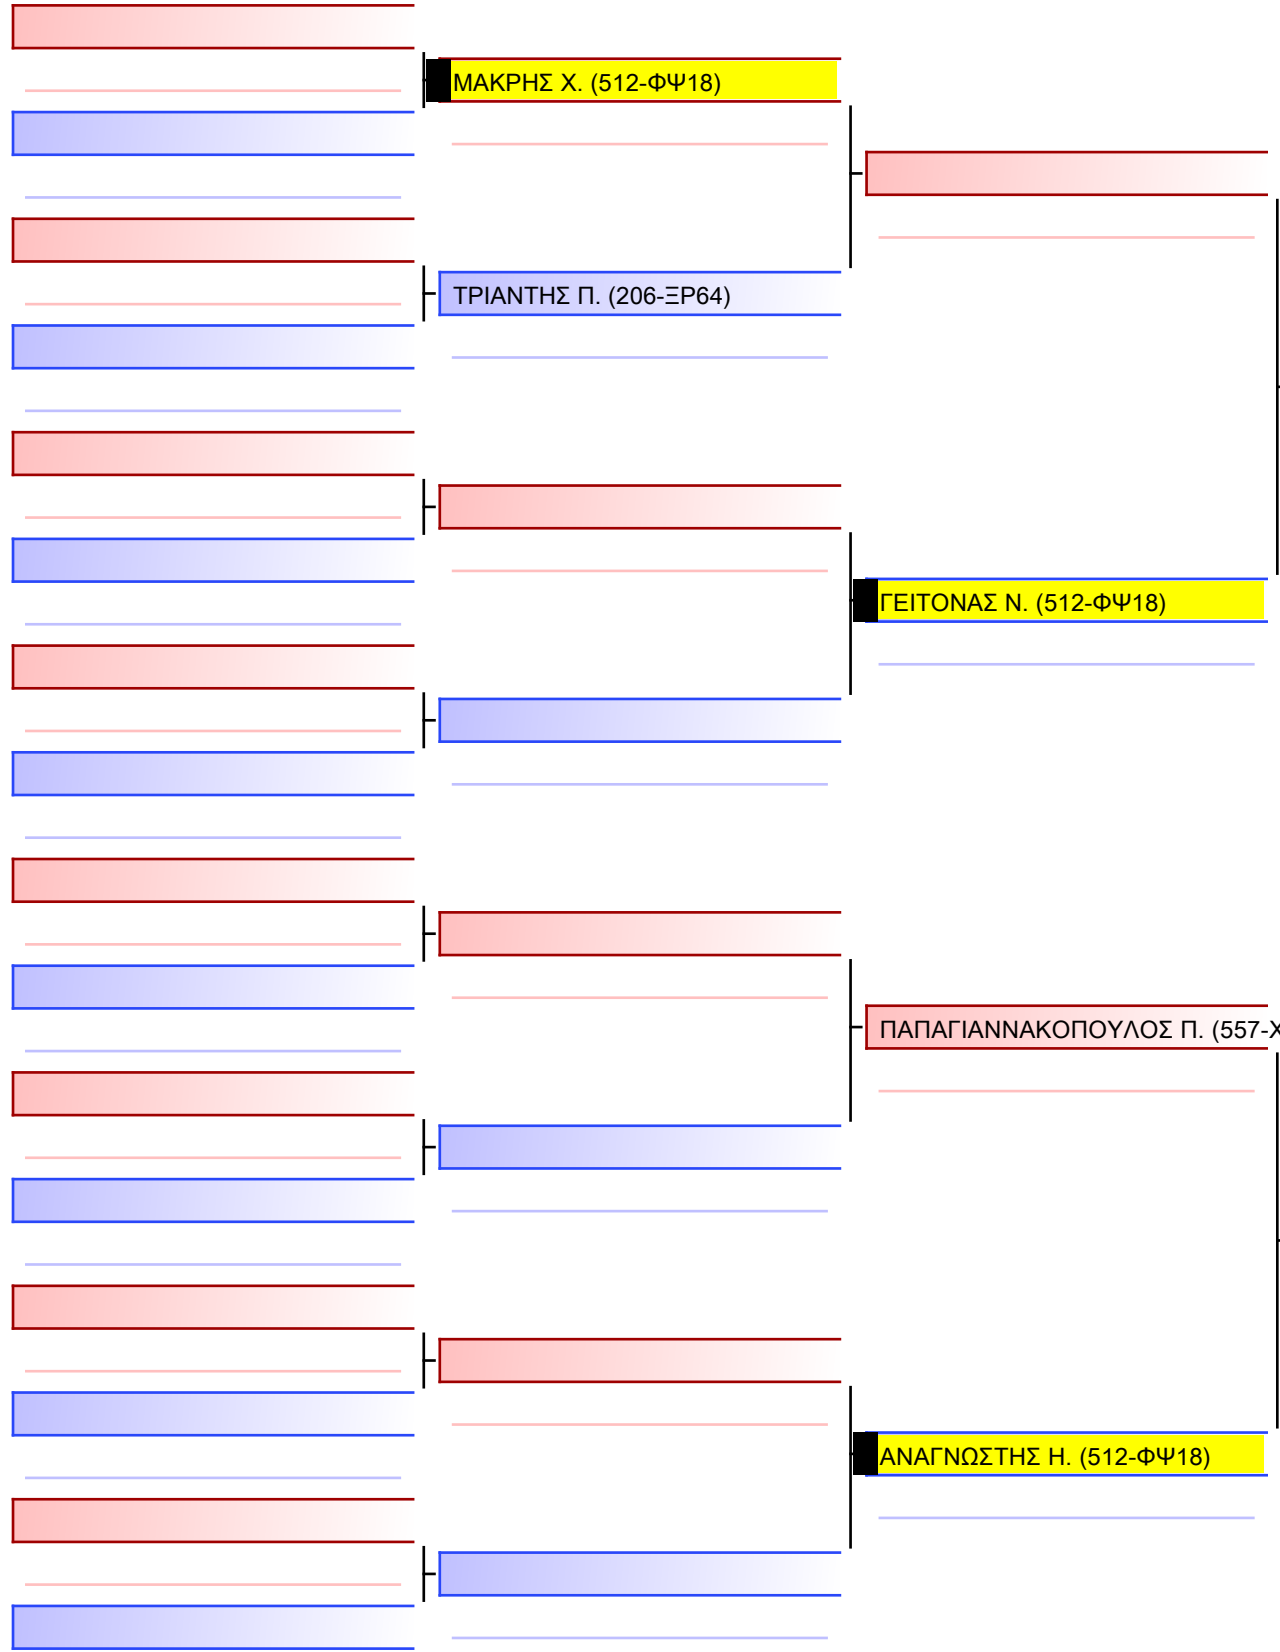 ΜΑΚΡΗΣ Χ. (512-ΦΨ18)
ΤΡΙΑΝΤΗΣ Π. (206-ΞΡ64)
ΓΕΙΤΟΝΑΣ Ν. (512-ΦΨ18)
ΠΑΠΑΓΙΑΝΝΑΚΟΠΟΥΛΟΣ Π. (557-Χ
ΑΝΑΓΝΩΣΤΗΣ Η. (512-ΦΨ18)